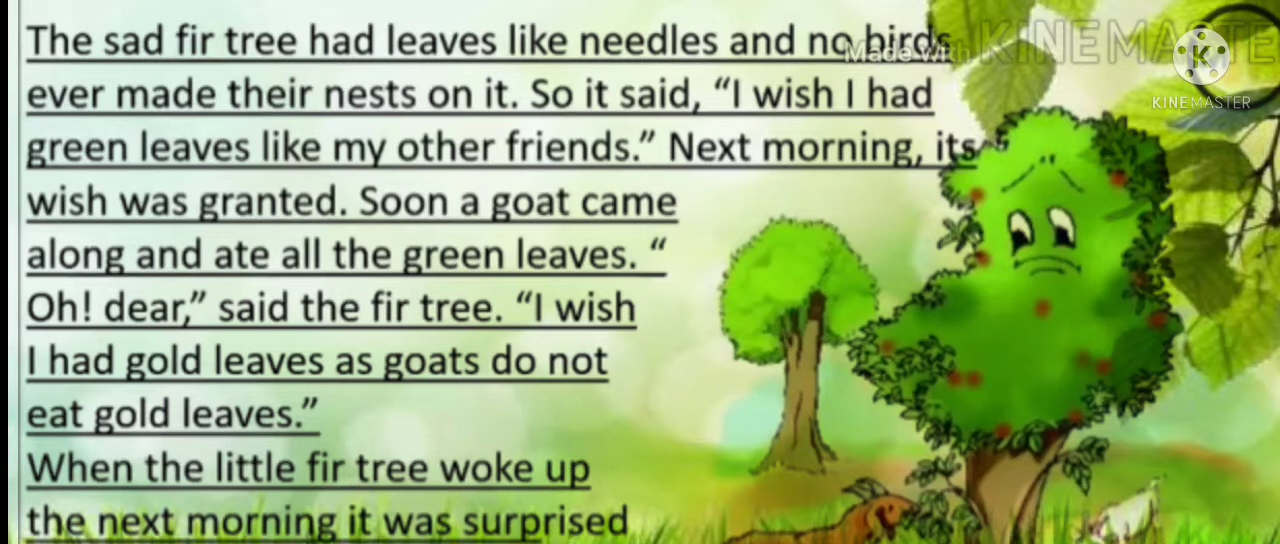 The sad fir tree had leaves like needles and no birds
ever made their nests on it. So it said, “I wish I had
green leaves like my other friends.” Next morning, its
wish was granted. Soon a goat came
along and ate all the green leaves. “
Oh! dear,” said the fir tree. “I wish
I had gold leaves as goats do not
eat gold leaves.”
When the little fir tree woke up
the next morning it was surprised
Made with KINEMASTE
K
KINEMASTER